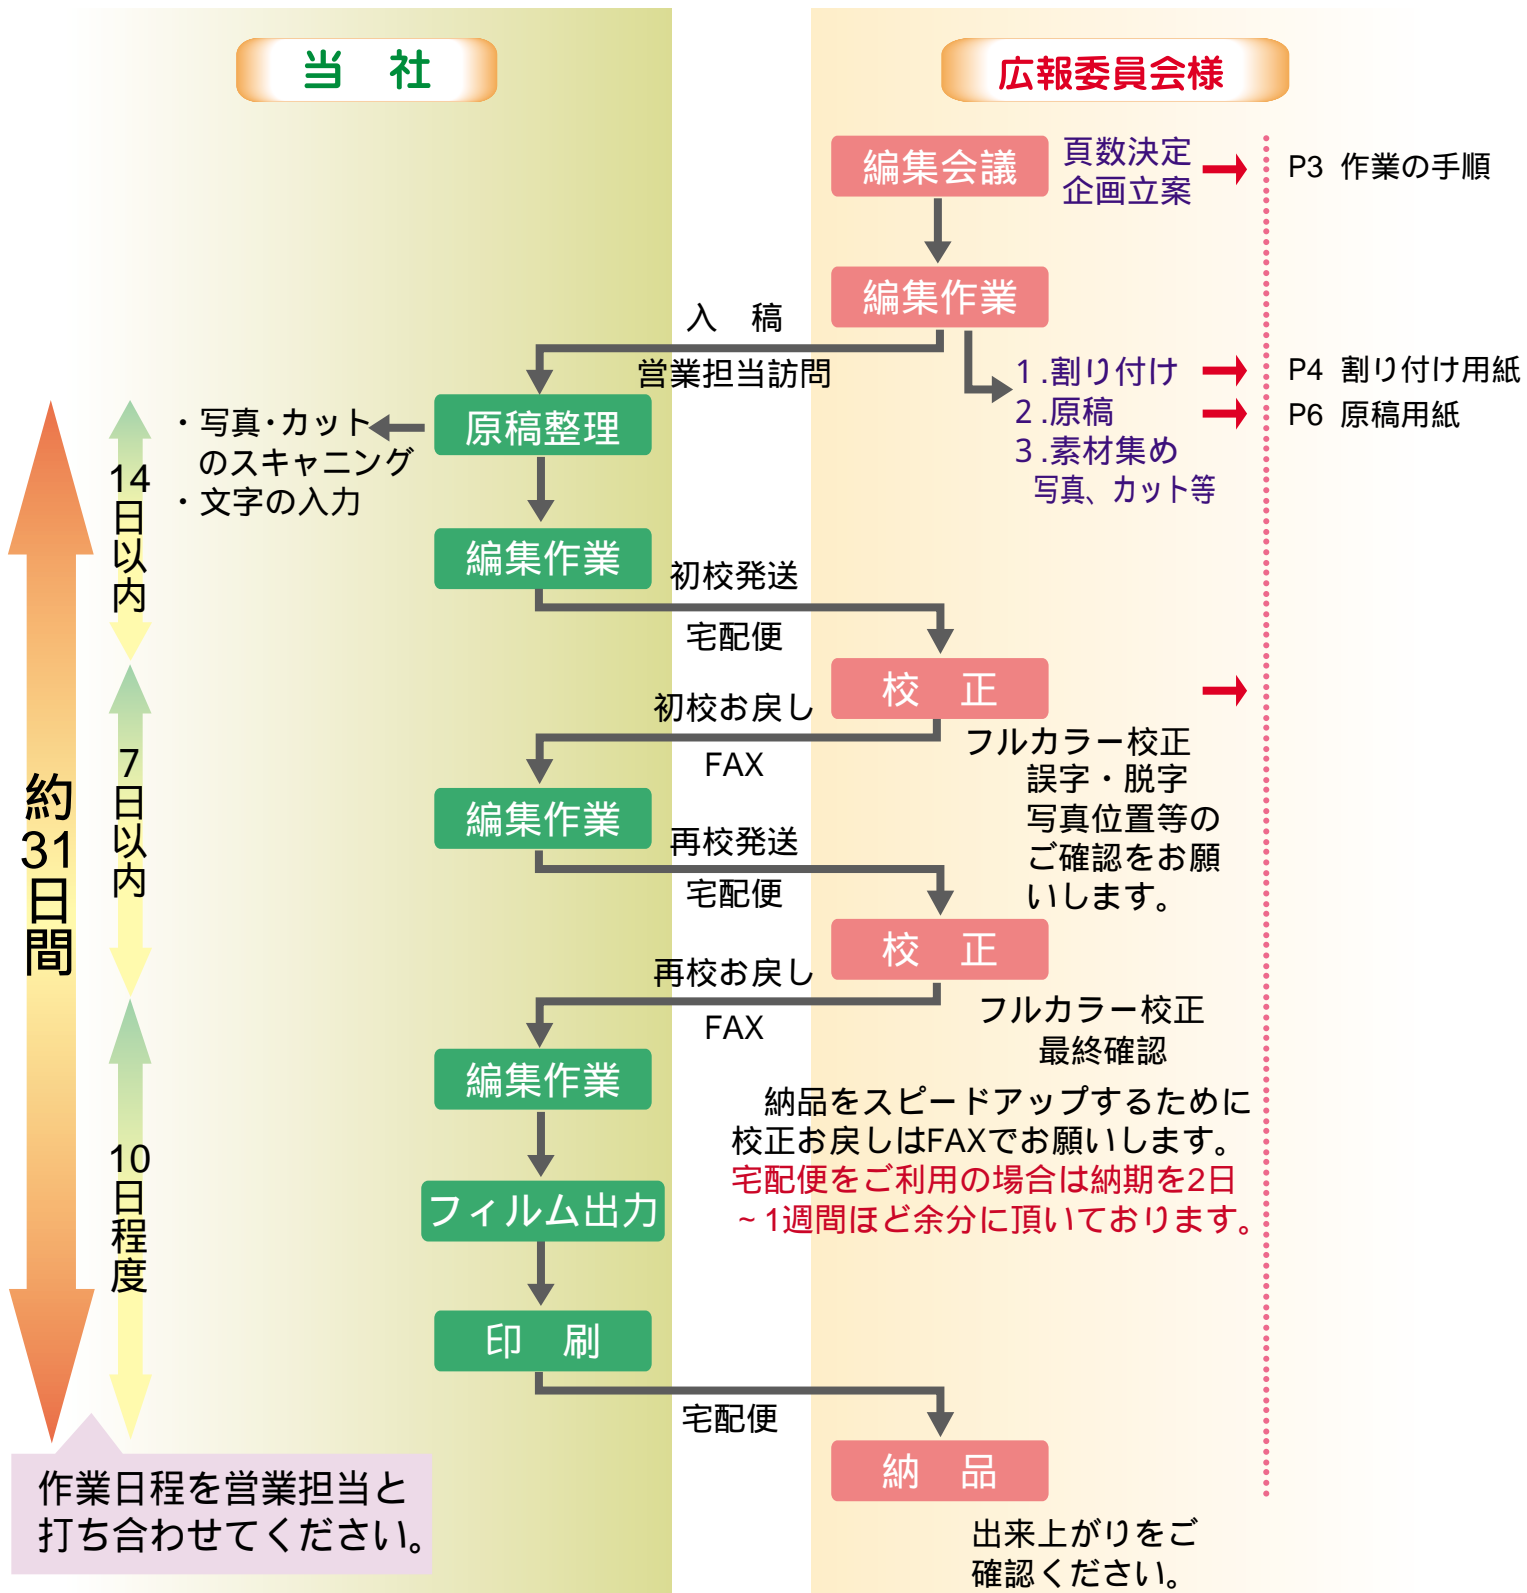 当　社
広報委員会様
編集会議
頁数決定
企画立案
P3 作業の手順
編集作業
入　稿
営業担当訪問
1.割り付け
2.原稿
3.素材集め
写真、カット等
P4 割り付け用紙
P6 原稿用紙
原稿整理
・写真・カット
のスキャニング
・文字の入力
編集作業
初校発送
宅配便
校　正
初校お戻し
FAX
フルカラー校正
誤字・脱字
写真位置等の
ご確認をお願
いします。
編集作業
再校発送
宅配便
校　正
再校お戻し
FAX
フルカラー校正
最終確認
編集作業
納品をスピードアップするために
校正お戻しはFAXでお願いします。
宅配便をご利用の場合は納期を2日
~1週間ほど余分に頂いております。
フィルム出力
印　刷
宅配便
納　品
出来上がりをご
確認ください。
約31日間
14日以内
7日以内
10日程度
作業日程を営業担当と
打ち合わせてください。